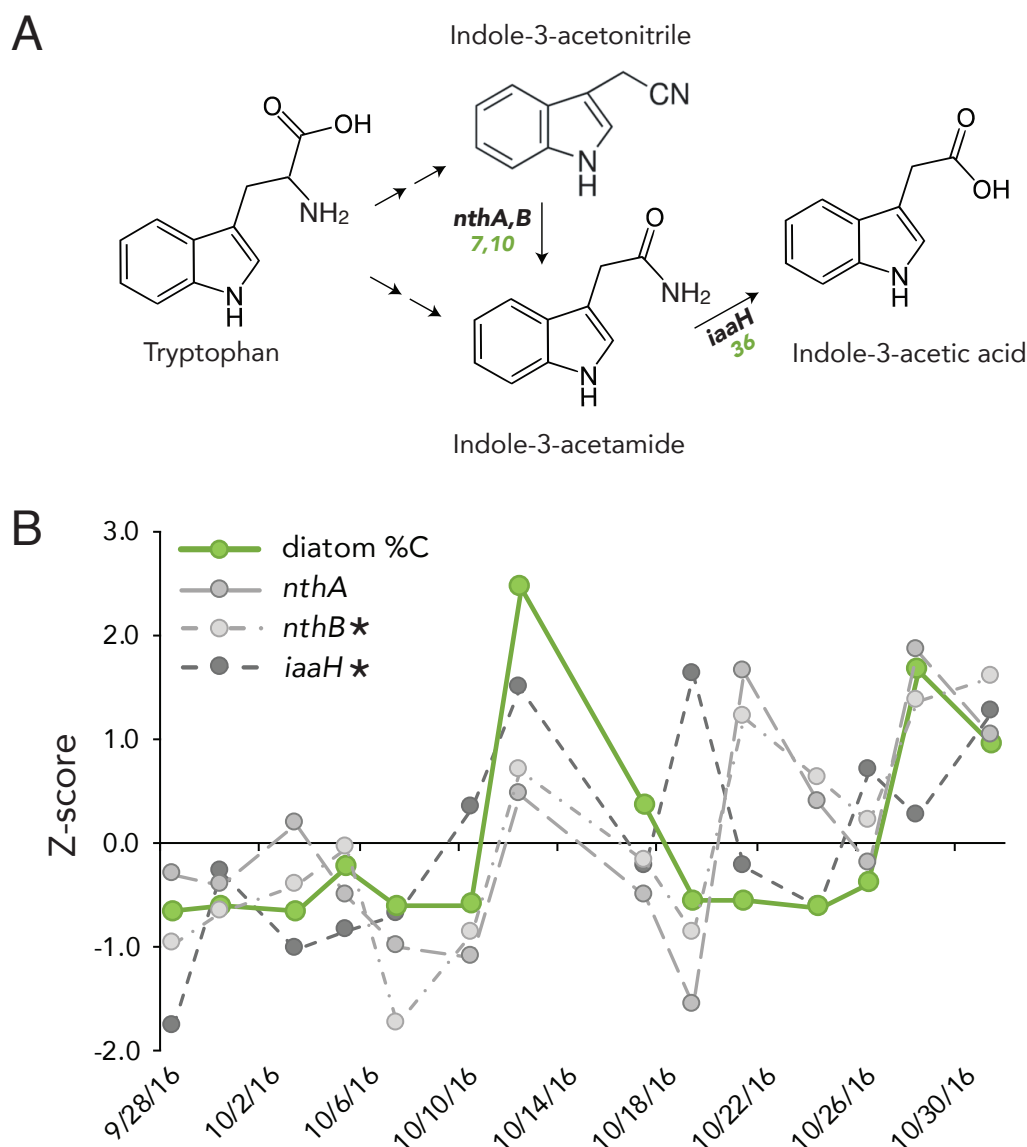 A
Indole-3-acetonitrile
CN
N
H
O
OH
NH2
N
H
Tryptophan
nthA,B
7,10
O
NH2
N
H
Indole-3-acetamide
iaaH
36
O
OH
N
H
Indole-3-acetic acid
B
3.0
2.0
1.0
0.0
-1.0
-2.0
Z-score
diatom %C
nthA
nthB★
iaaH★
9/28/16
10/2/16
10/6/16
10/10/16
10/14/16
10/18/16
10/22/16
10/26/16
10/30/16